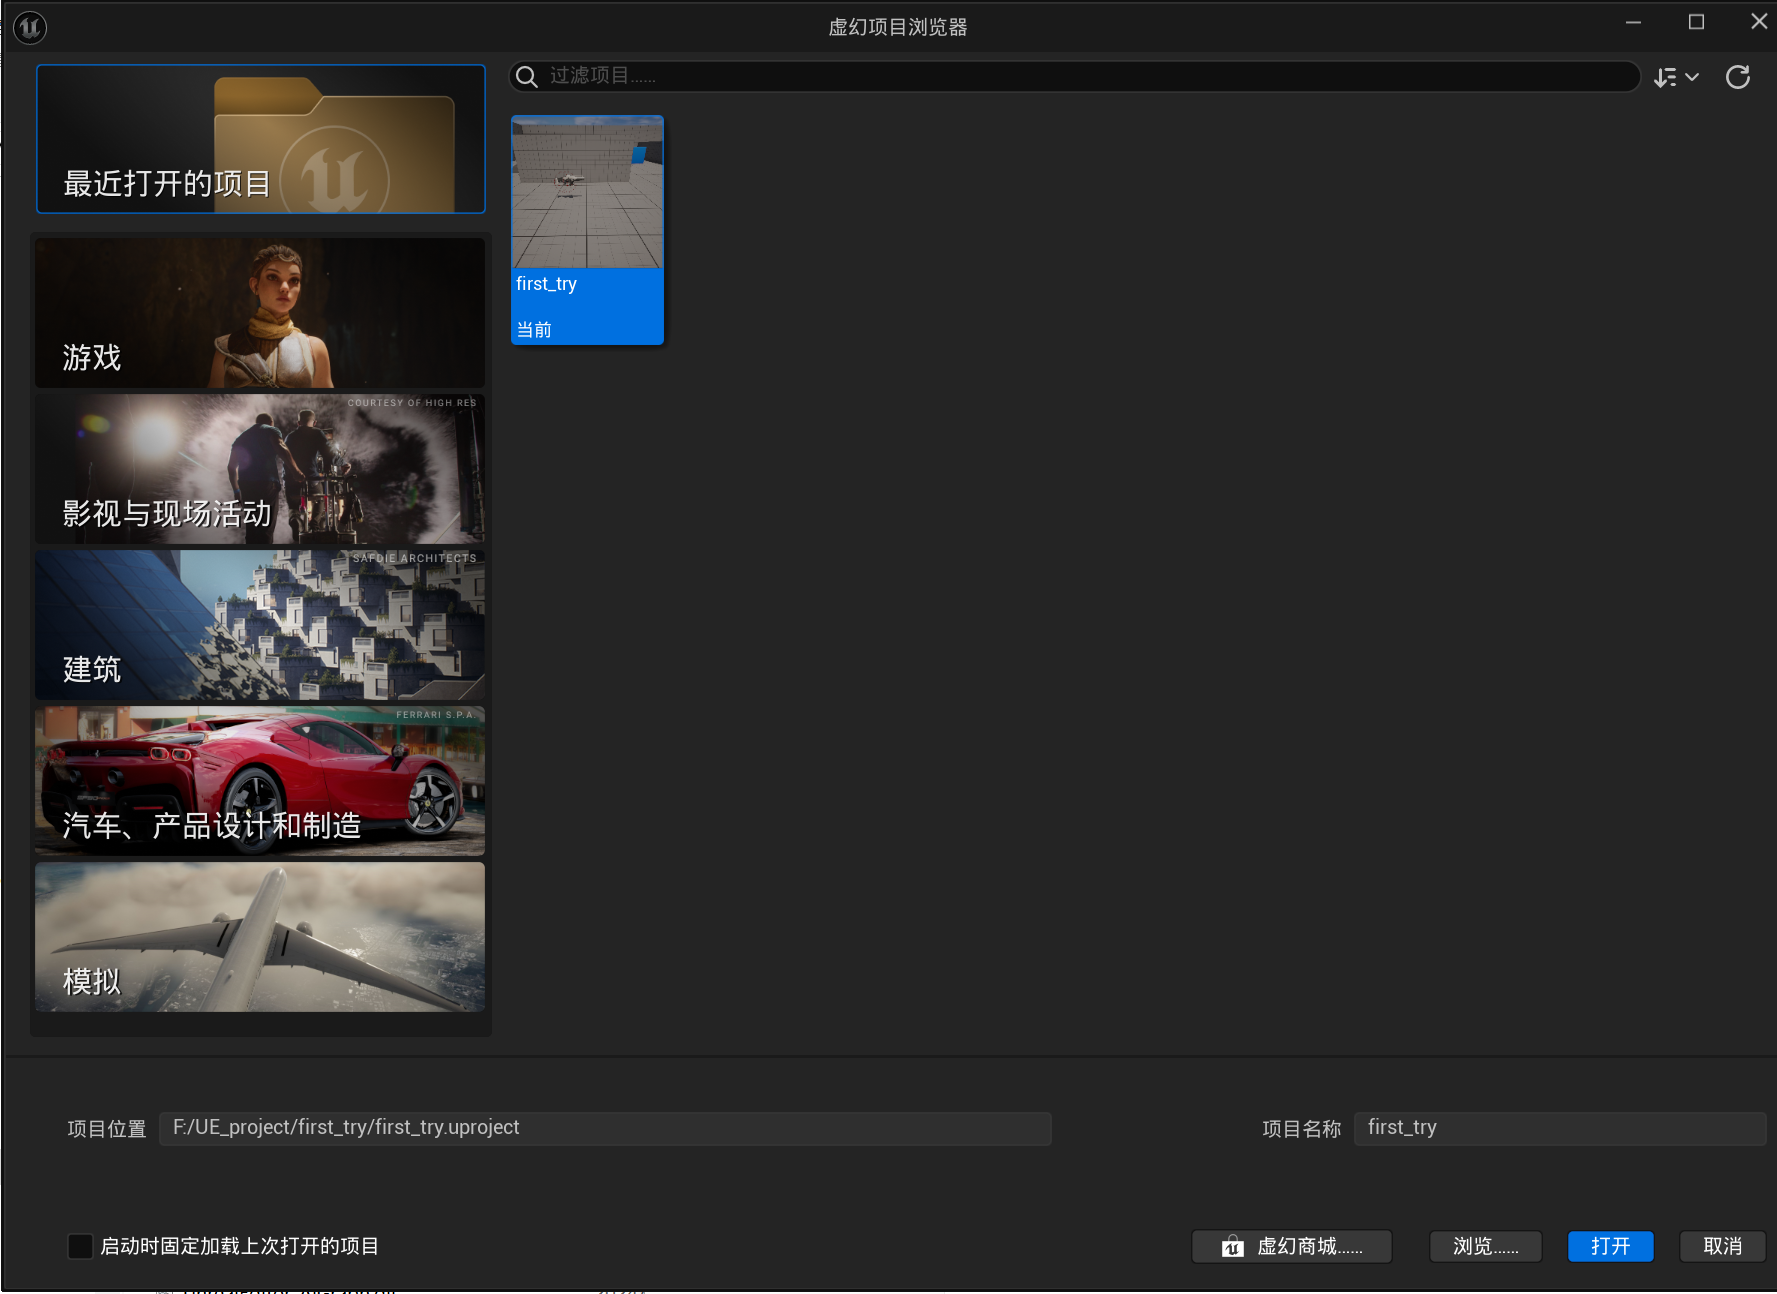 虚幻项目浏览器
过滤项目......
最近打开的项目
first_try
当前
游戏
COURTESY OF HIGH RES
影视与现场活动
SAFDIE ARCHITECTS
建筑
FERRARI S.P.A
汽车、产品设计和制造
模拟
项目位置 F:/UE_project/first_try/first_try.uproject
项目名称 first_try
启动时固定加载上次打开的项目
虚幻商城...... 浏览...... 打开 取消